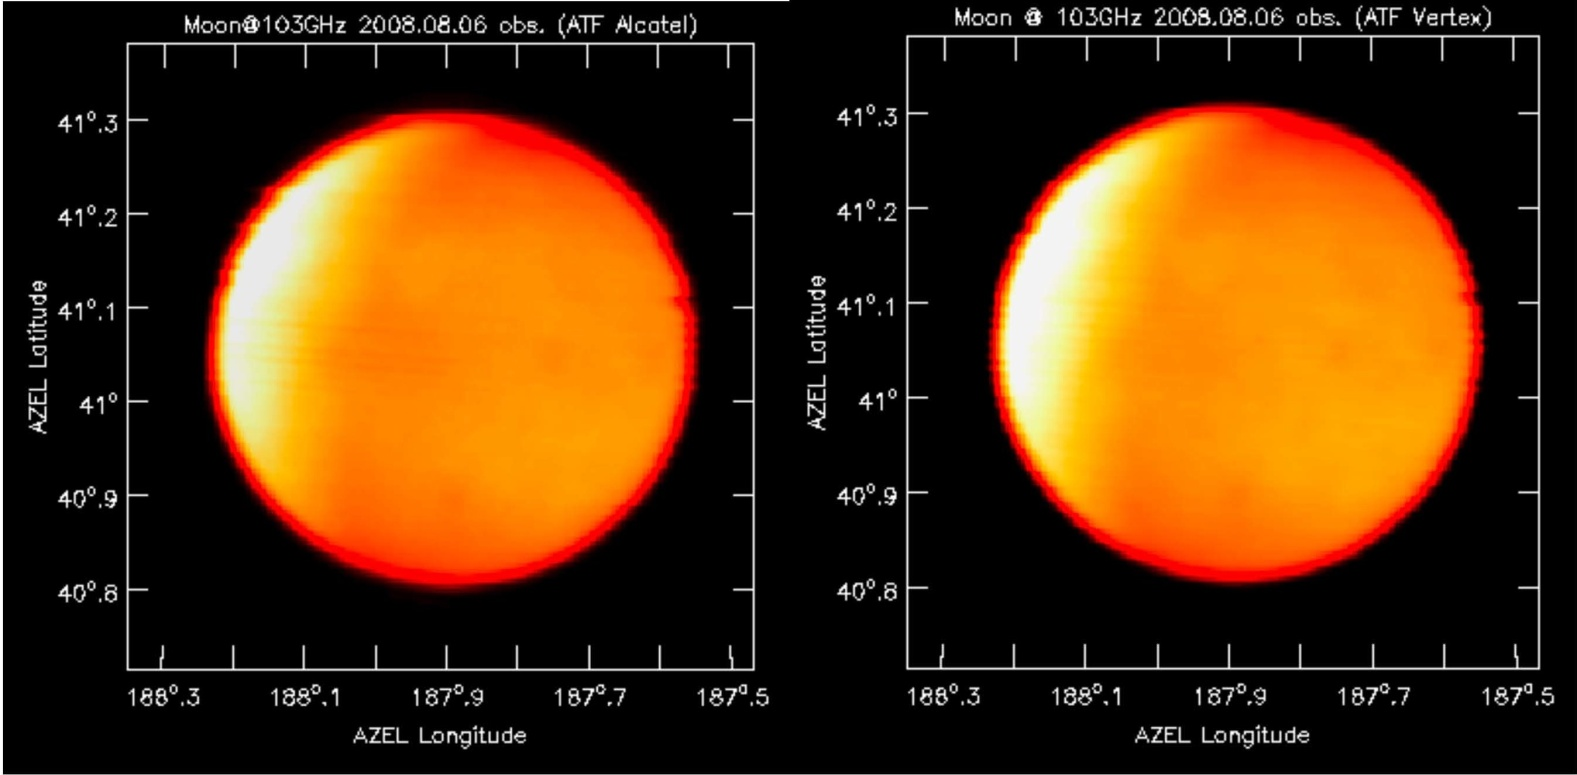 Moon@103GHz 2008.08.06 obs. (ATF Alcatel)
41°.3
41°.2
41°.1
41°
40°.9
40°.8
AZEL Latitude
188°.3 188°.1 187°.9 187°.7 187°.5
AZEL Longitude
Moon @ 103GHz 2008.08.06 obs. (ATF Vertex)
41°.3
41°.2
41°.1
41°
40°.9
40°.8
AZEL Latitude
188°.3 188°.1 187°.9 187°.7 187°.5
AZEL Longitude